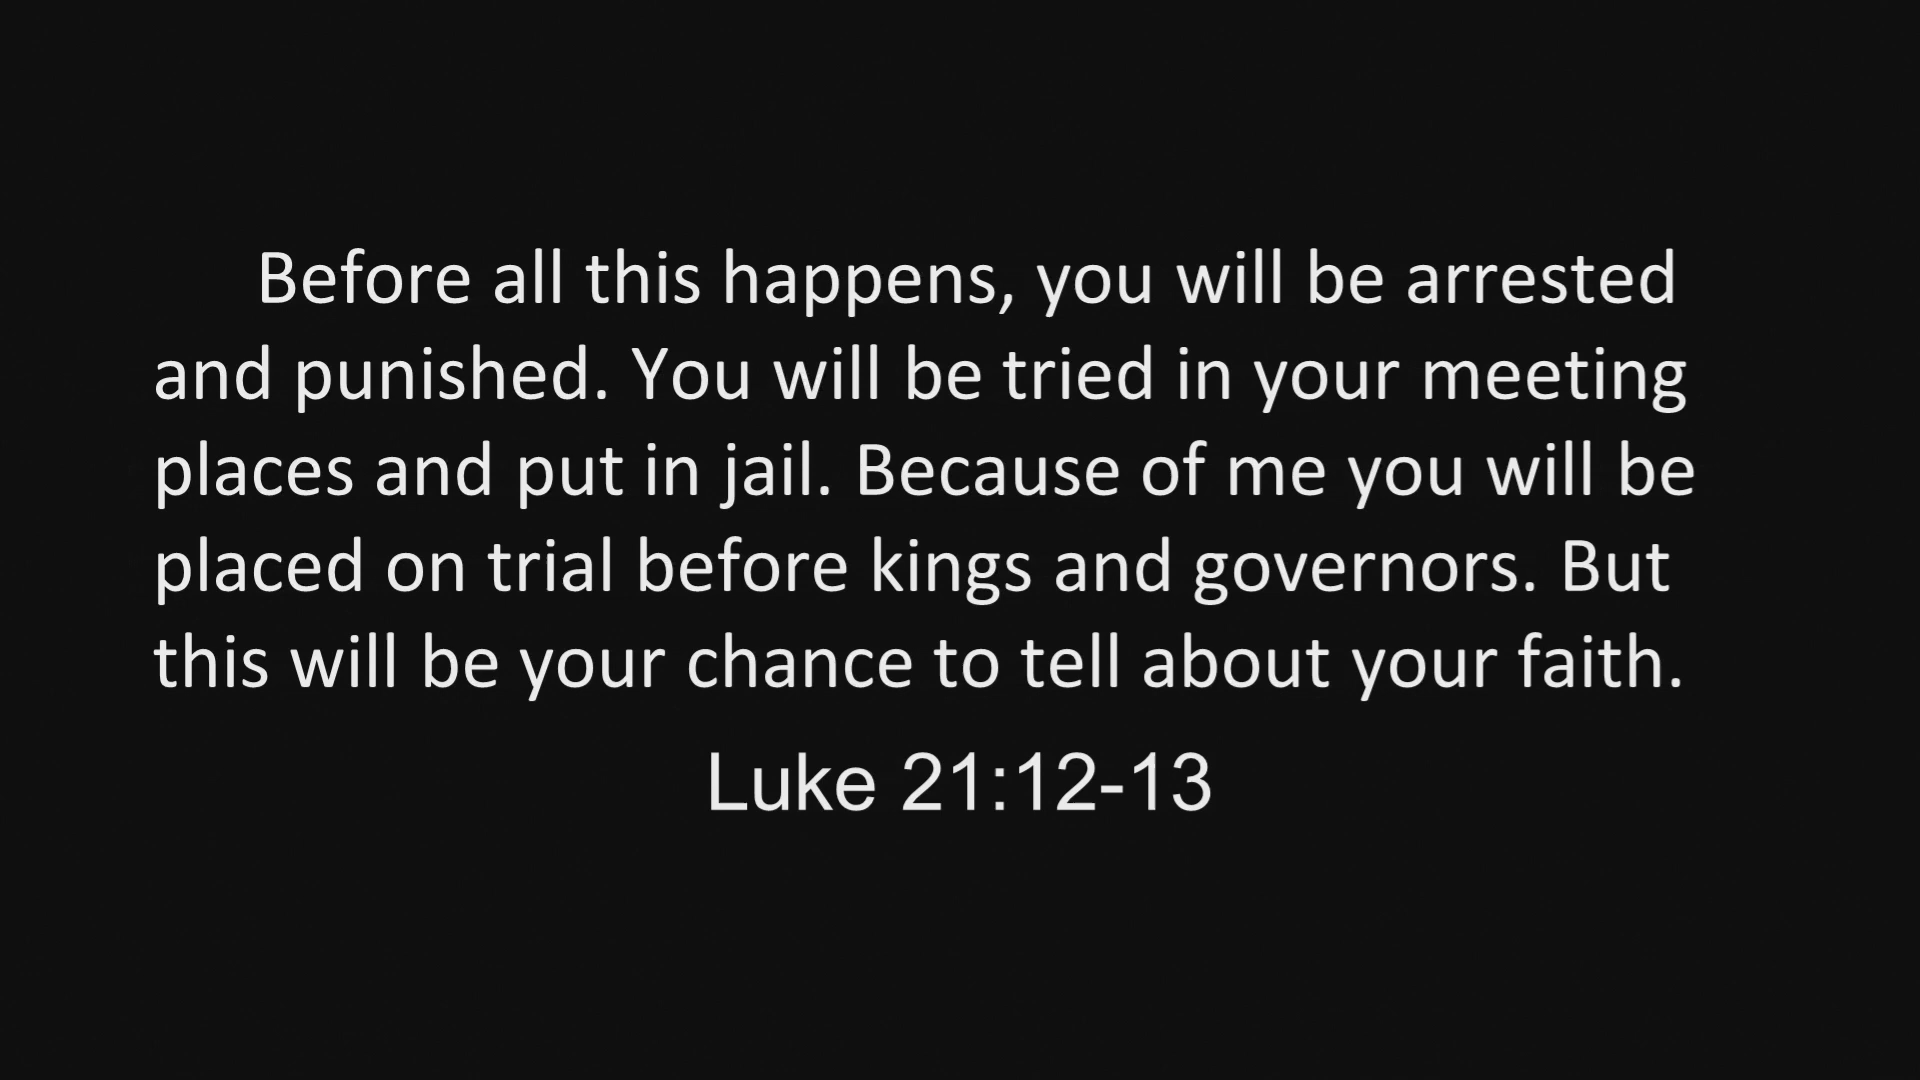 Before all this happens, you will be arrested
and punished. You will be tried in your meeting
places and put in jail. Because of me you will be
placed on trial before kings and governors. But
this will be your chance to tell about your faith.
Luke 21:12-13